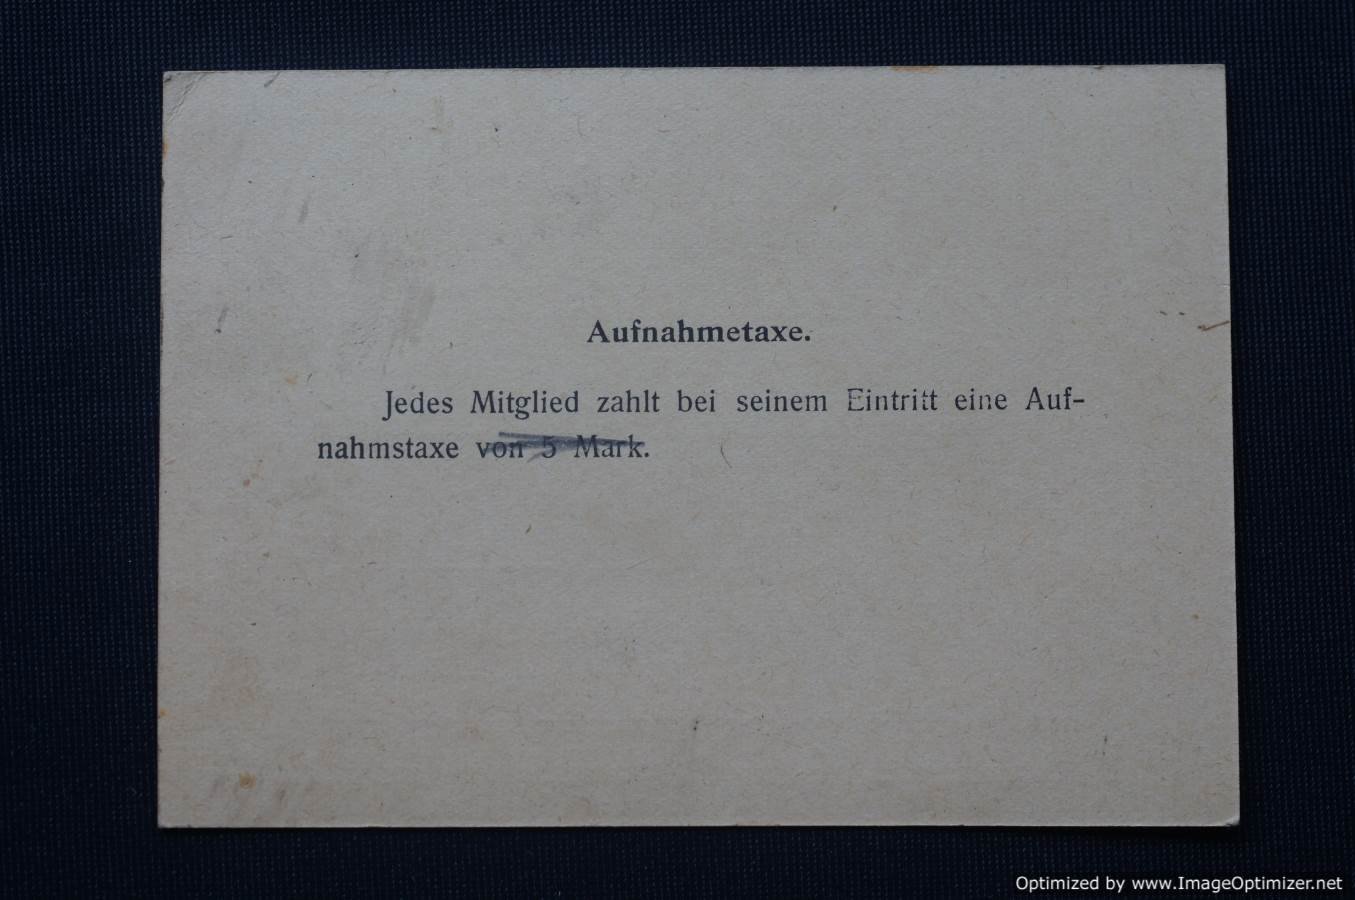 Aufnahmetaxe.
Jedes Mitglied zahlt bei seinem Eintritt eine Auf-
nahmstaxe von 5 Mark.
Optimized by www.ImageOptimizer.net